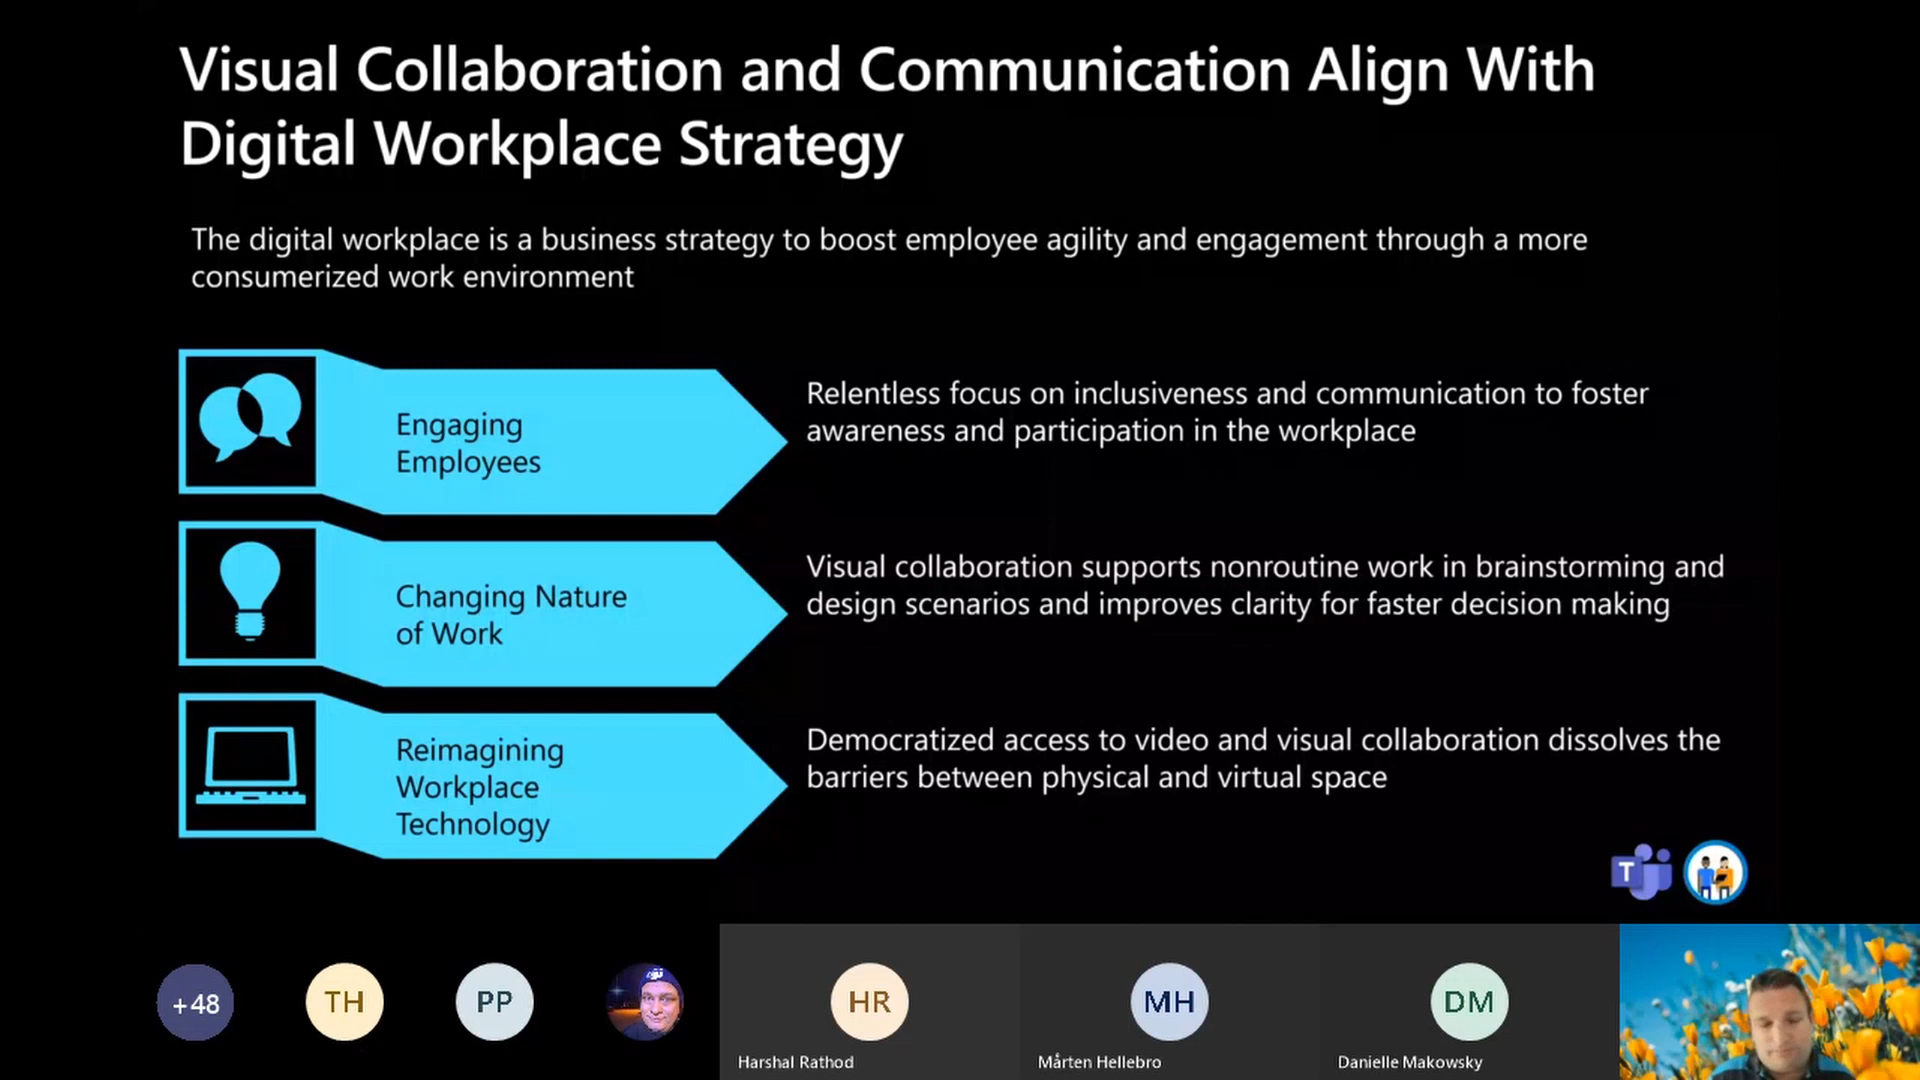 Visual Collaboration and Communication Align With
Digital Workplace Strategy
The digital workplace is a business strategy to boost employee agility and engagement through a more
consumerized work environment
Engaging
Employees
Relentless focus on inclusiveness and communication to foster
awareness and participation in the workplace
Changing Nature
of Work
Visual collaboration supports nonroutine work in brainstorming and
design scenarios and improves clarity for faster decision making
Reimagining
Workplace
Technology
Democratized access to video and visual collaboration dissolves the
barriers between physical and virtual space
T
+48
TH
PP
HR
MH
DM
Harshal Rathod
Mårten Hellebro
Danielle Makowsky